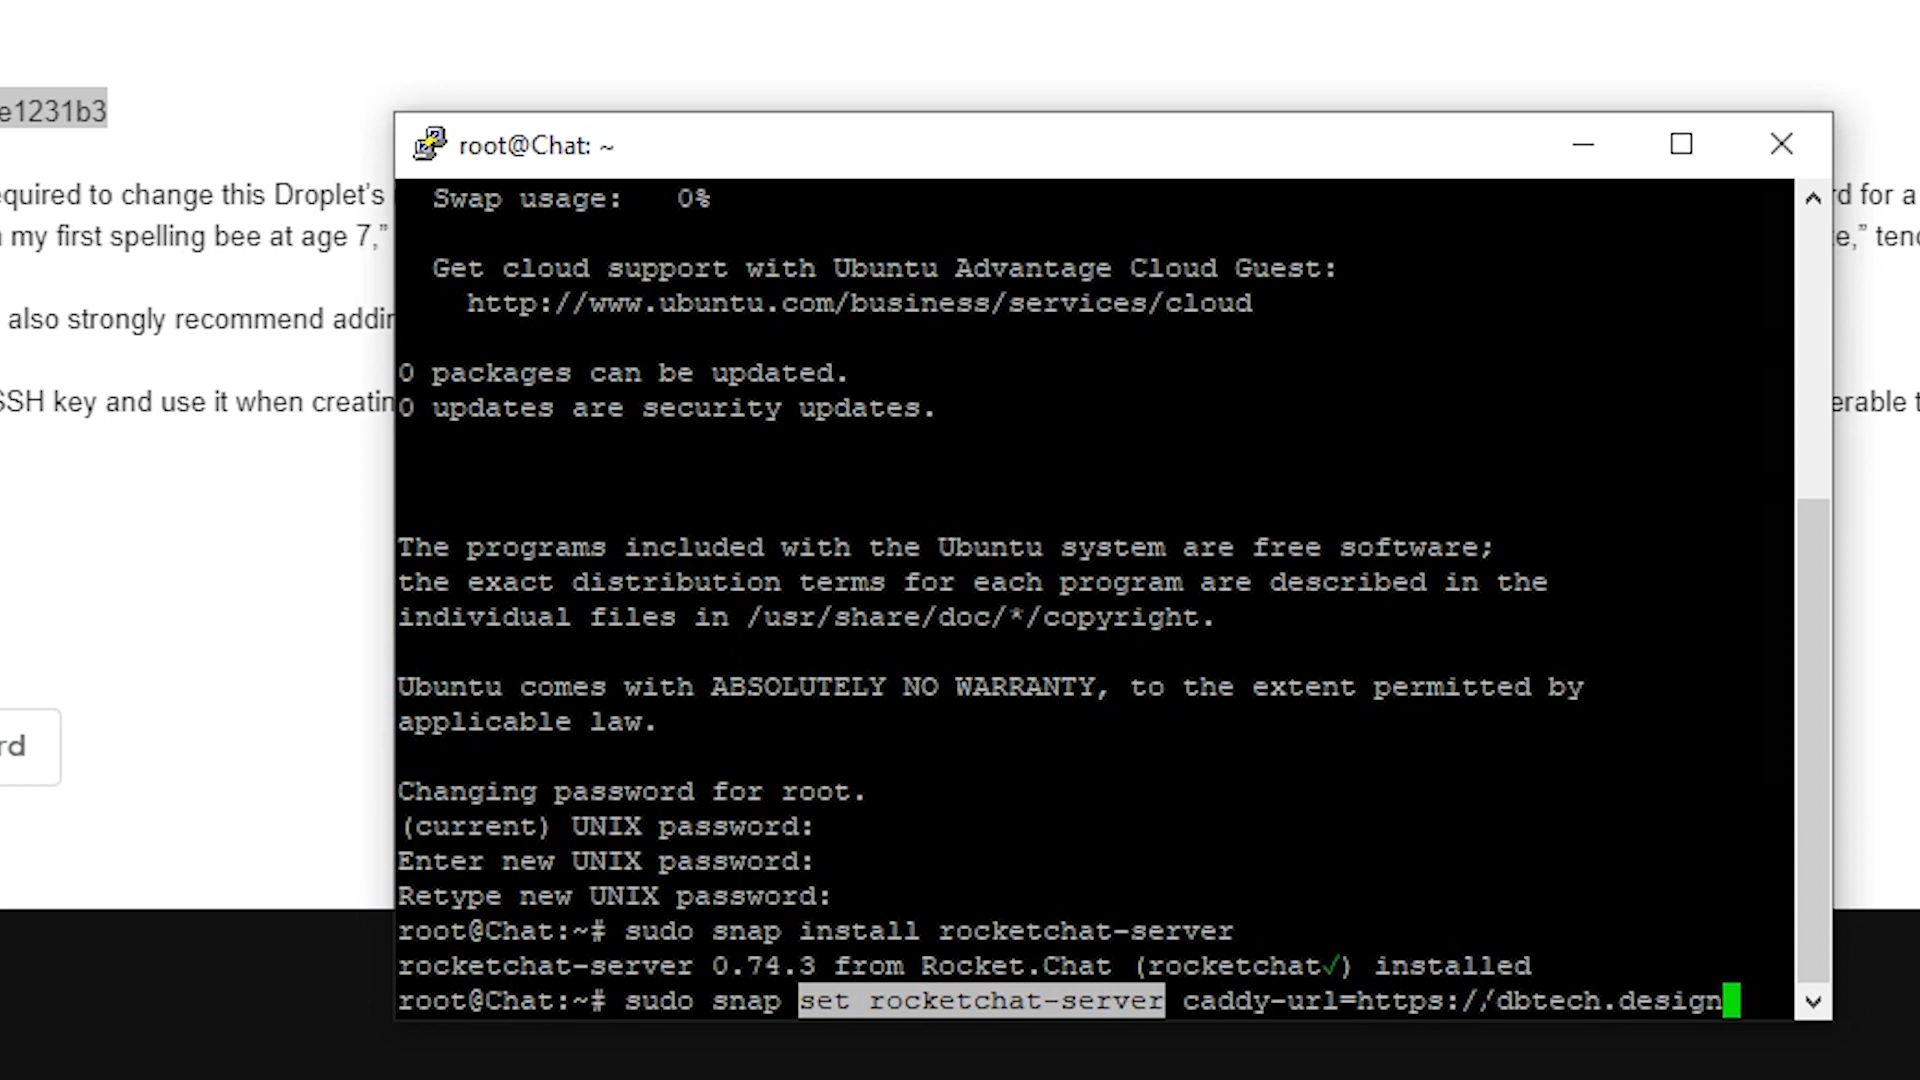 e1231b3
root@Chat: ~
equired to change this Droplet's
rd for a
my first spelling bee at age 7,”
e,” tend
also strongly recommend addin
SSH key and use it when creatin
erable t
rd
Swap usage: 0%
Get cloud support with Ubuntu Advantage Cloud Guest:
http://www.ubuntu.com/business/services/cloud
0 packages can be updated.
0 updates are security updates.
The programs included with the Ubuntu system are free software;
the exact distribution terms for each program are described in the
individual files in /usr/share/doc/*/copyright.
Ubuntu comes with ABSOLUTELY NO WARRANTY, to the extent permitted by
applicable law.
Changing password for root.
(current) UNIX password:
Enter new UNIX password:
Retype new UNIX password:
root@Chat:~# sudo snap install rocketchat-server
rocketchat-server 0.74.3 from Rocket.Chat (rocketchat✓) installed
root@Chat:~# sudo snap set rocketchat-server caddy-url=https://dbtech.design